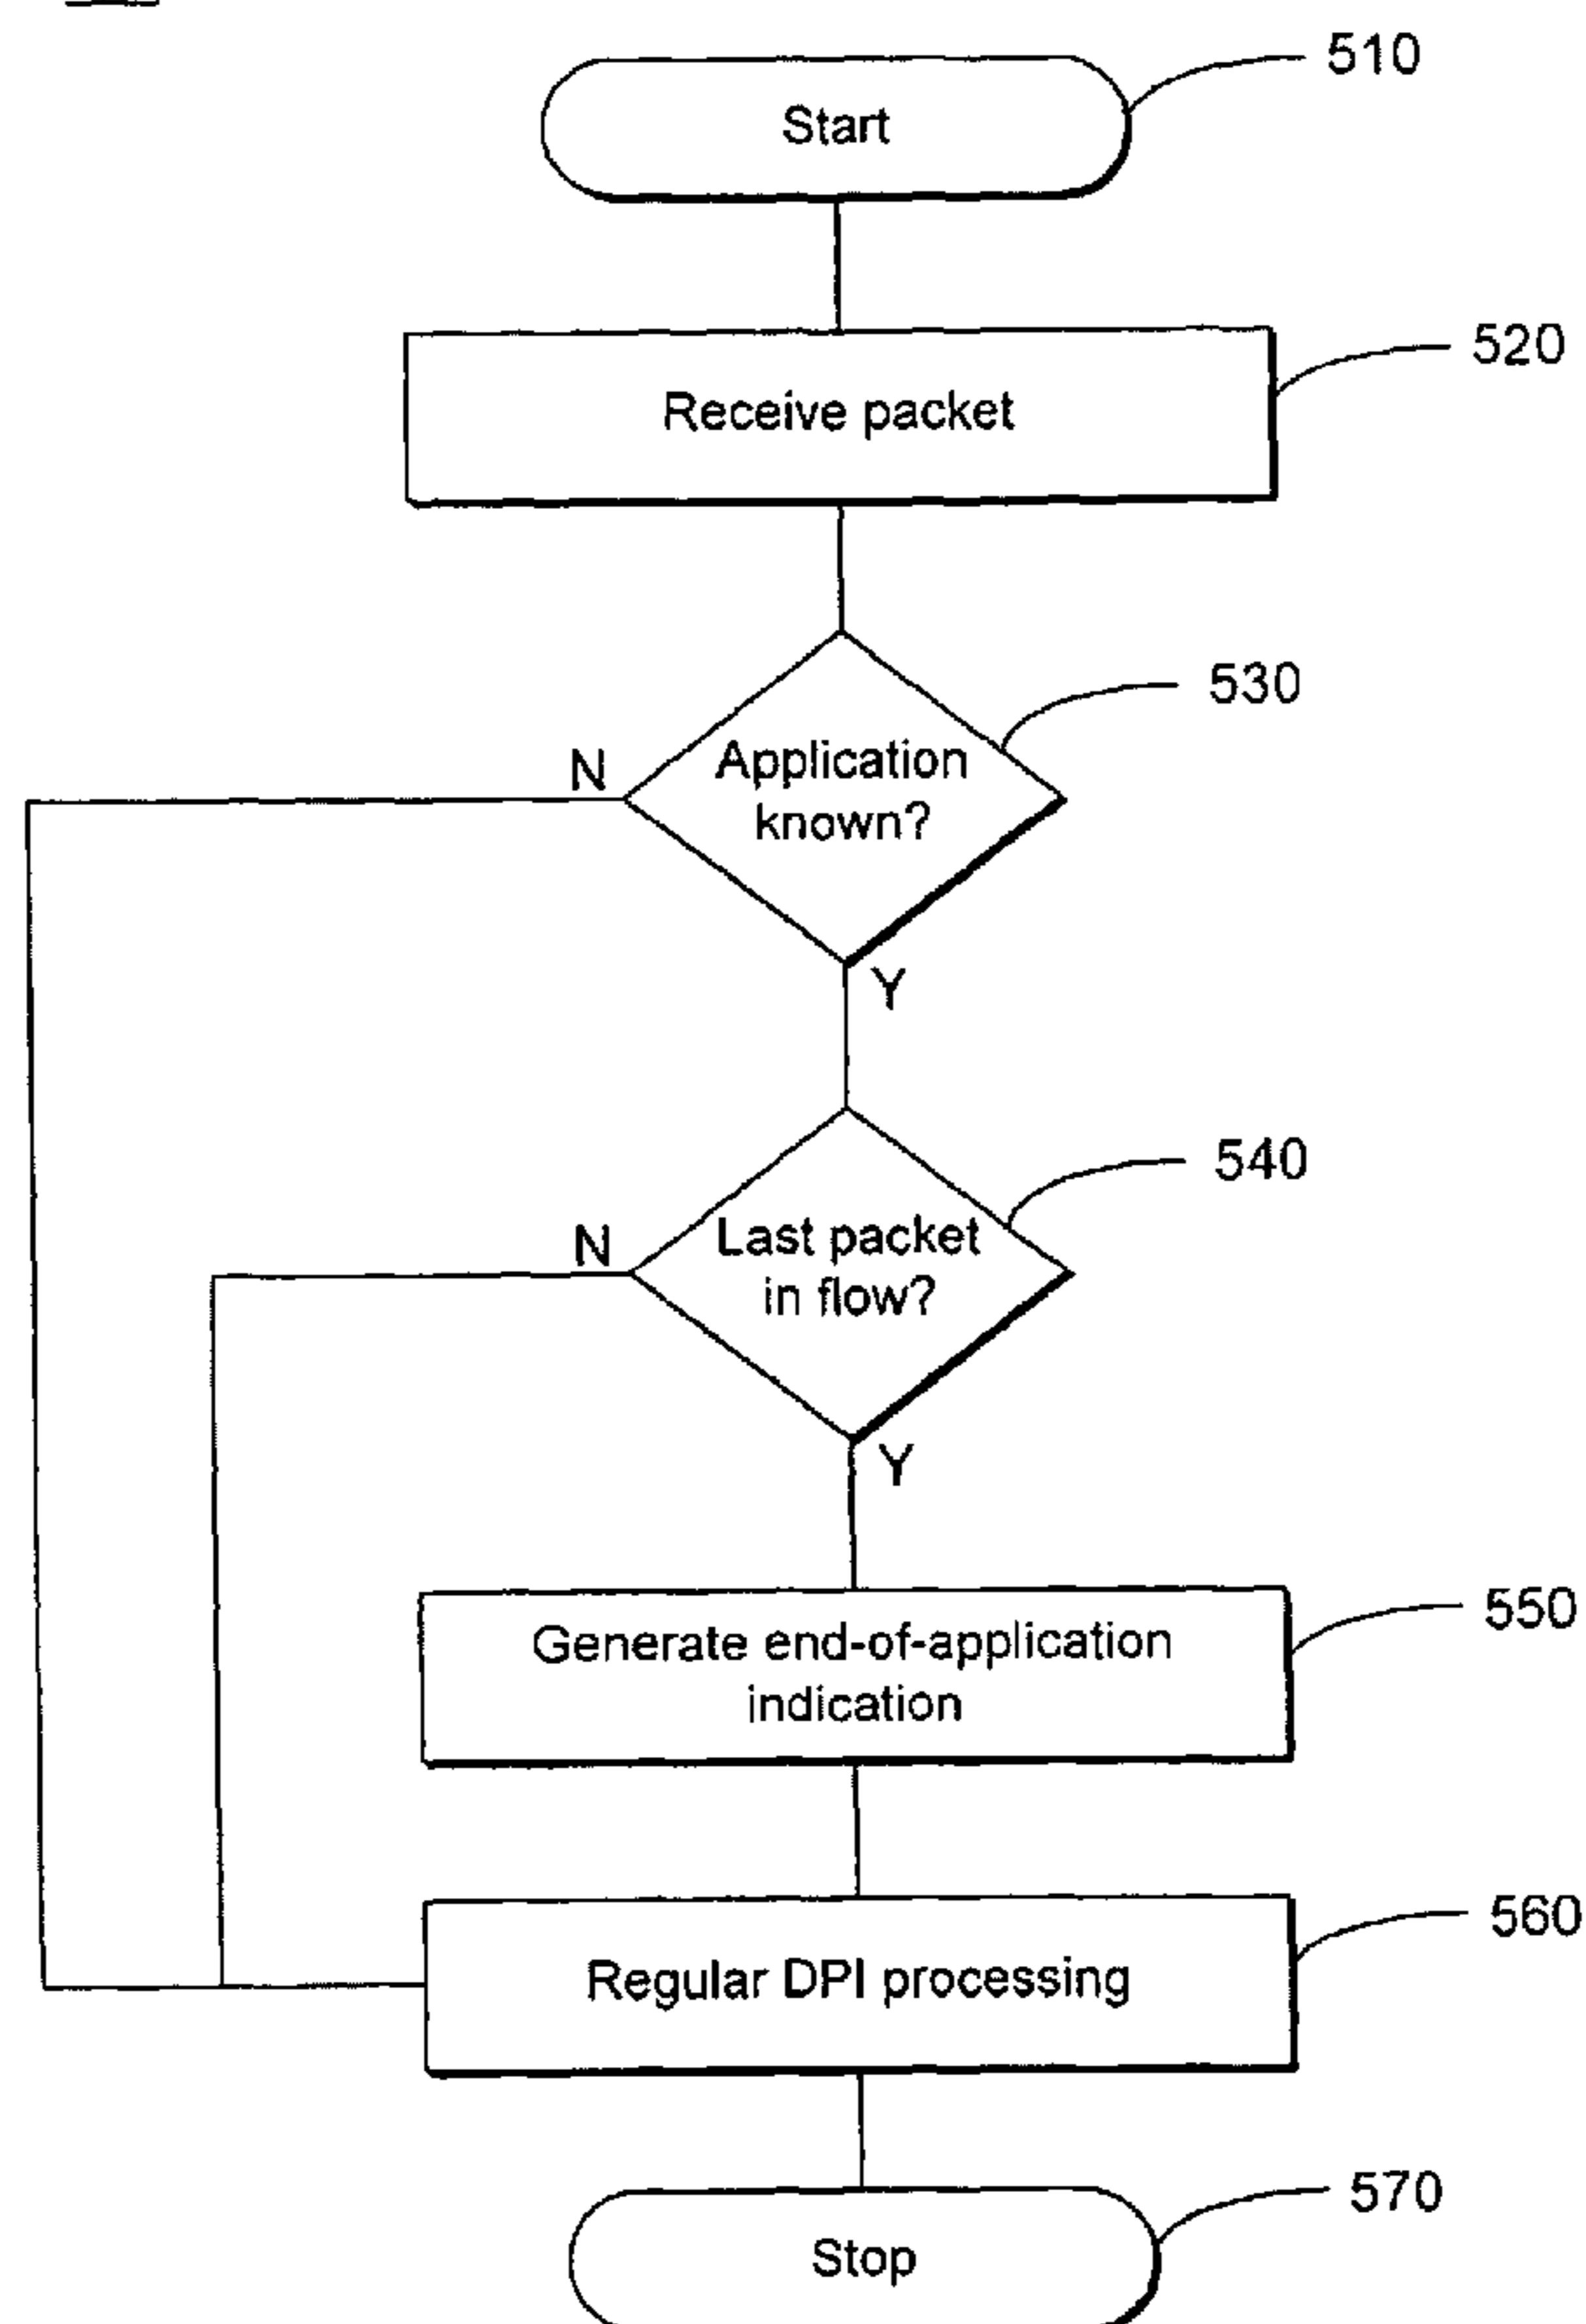 510
Start
520
Receive packet
530
N
Application
known?
Y
540
N
Last packet
in flow?
Y
550
Generate end-of-application
indication
560
Regular DPI processing
570
Stop